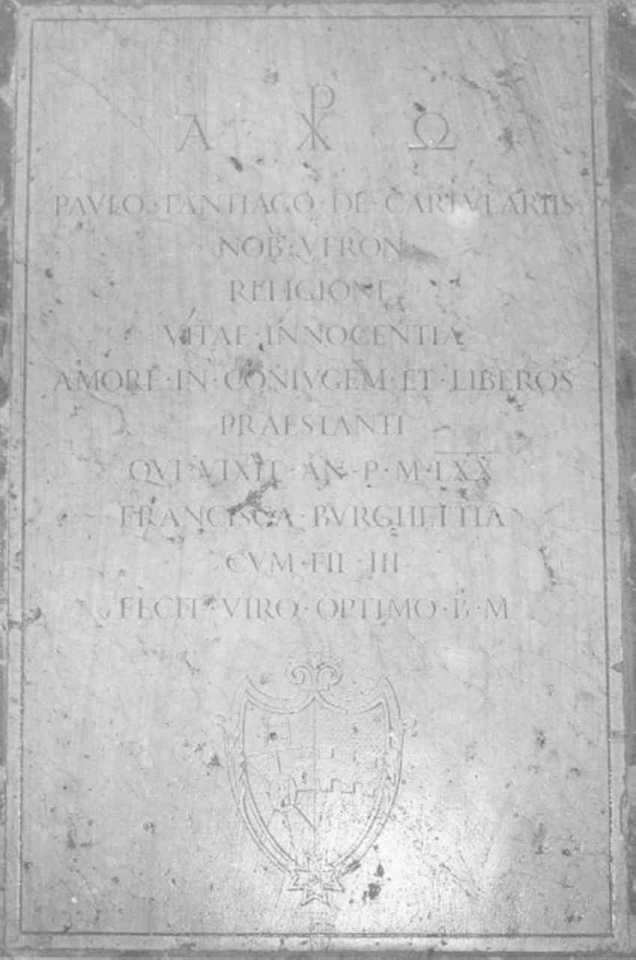 Α ☧ Ω
PAVLO · PANTIAGO · DE · CARTVLARIIS
NOB · VERON
RELIGIONE
VITAE · INNOCENTIA
AMORE · IN · CONIVGEM · ET · LIBEROS
PRAESTANTI
QVI · VIXIT · AN · P · M · LXX
FRANCISCA · BVRGHETTIA
CVM · FIL · III
FECIT · VIRO · OPTIMO · B · M